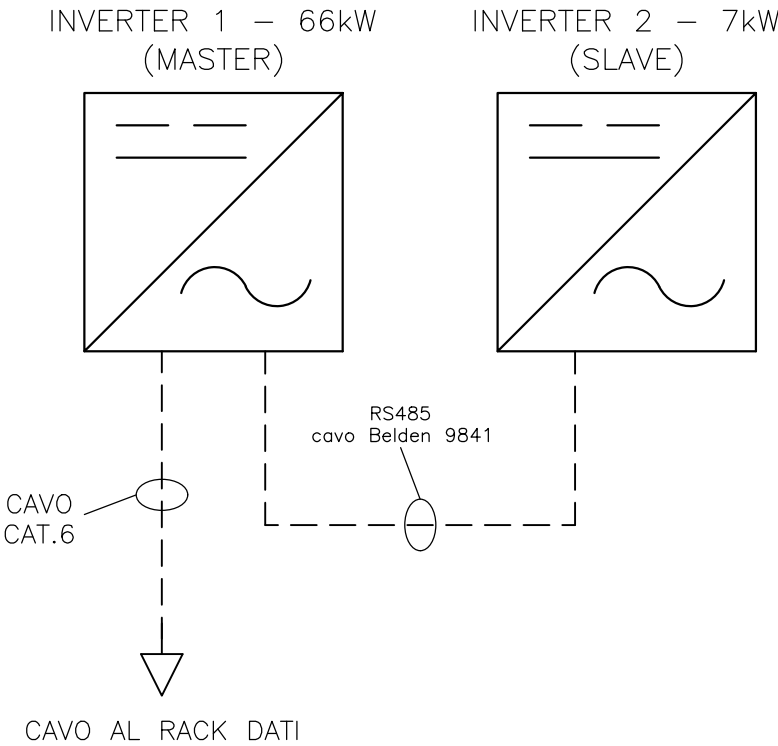 INVERTER 1 – 66kW
(MASTER)
INVERTER 2 – 7kW
(SLAVE)
RS485
cavo Belden 9841
CAVO
CAT.6
CAVO AL RACK DATI